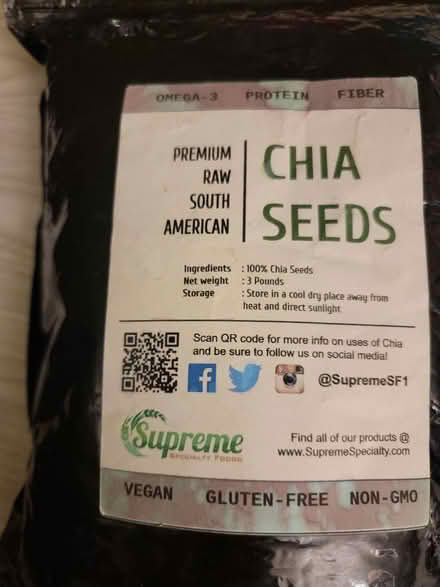 OMEGA-3 PROTEIN FIBER
PREMIUM
RAW
SOUTH
AMERICAN
CHIA
SEEDS
Ingredients : 100% Chia Seeds
Net weight : 3 Pounds
Storage : Store in a cool dry place away from
heat and direct sunlight
Scan QR code for more info on uses of Chia
and be sure to follow us on social media!
@SupremeSF1
Supreme
SPECIALTY FOODS
Find all of our products @
www.SupremeSpecialty.com
VEGAN GLUTEN-FREE NON-GMO